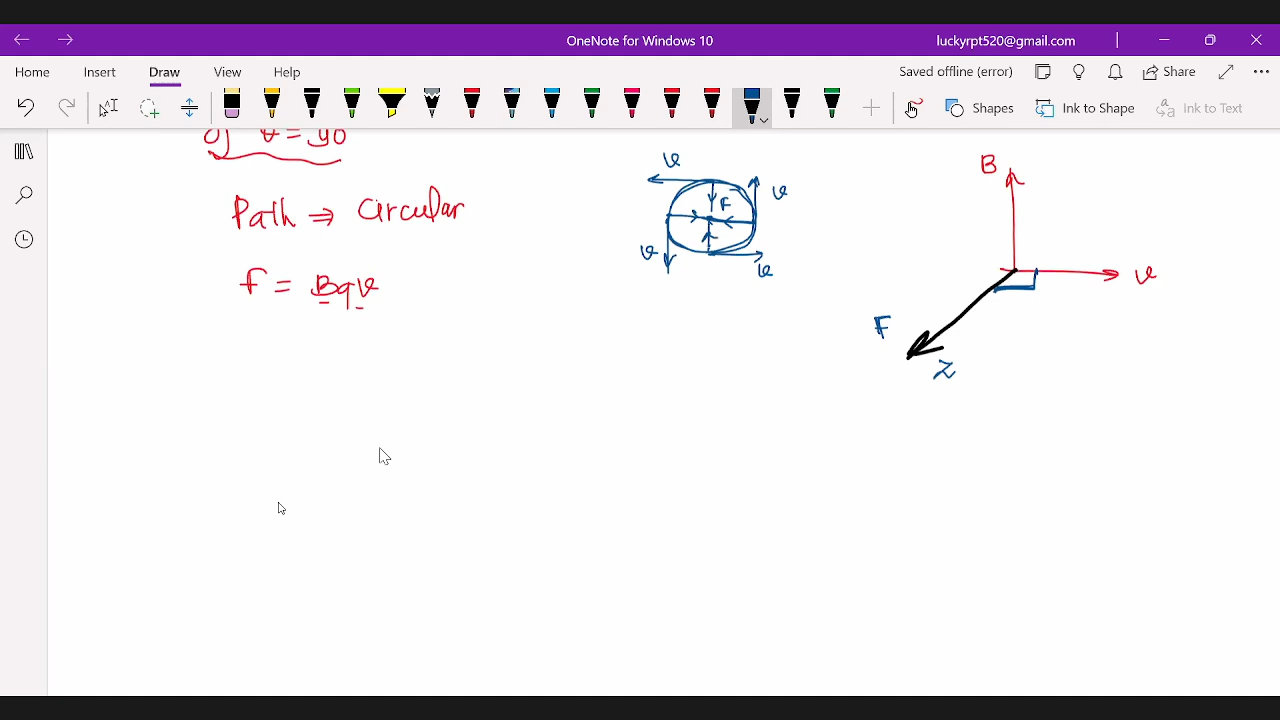 OneNote for Windows 10
luckyrpt520@gmail.com
Home Insert Draw View Help
Saved offline (error) Share
Shapes Ink to Shape Ink to Text
Path ⇒ Circular
F = Bqv
v
v
F
v
v
B
v
F
Z